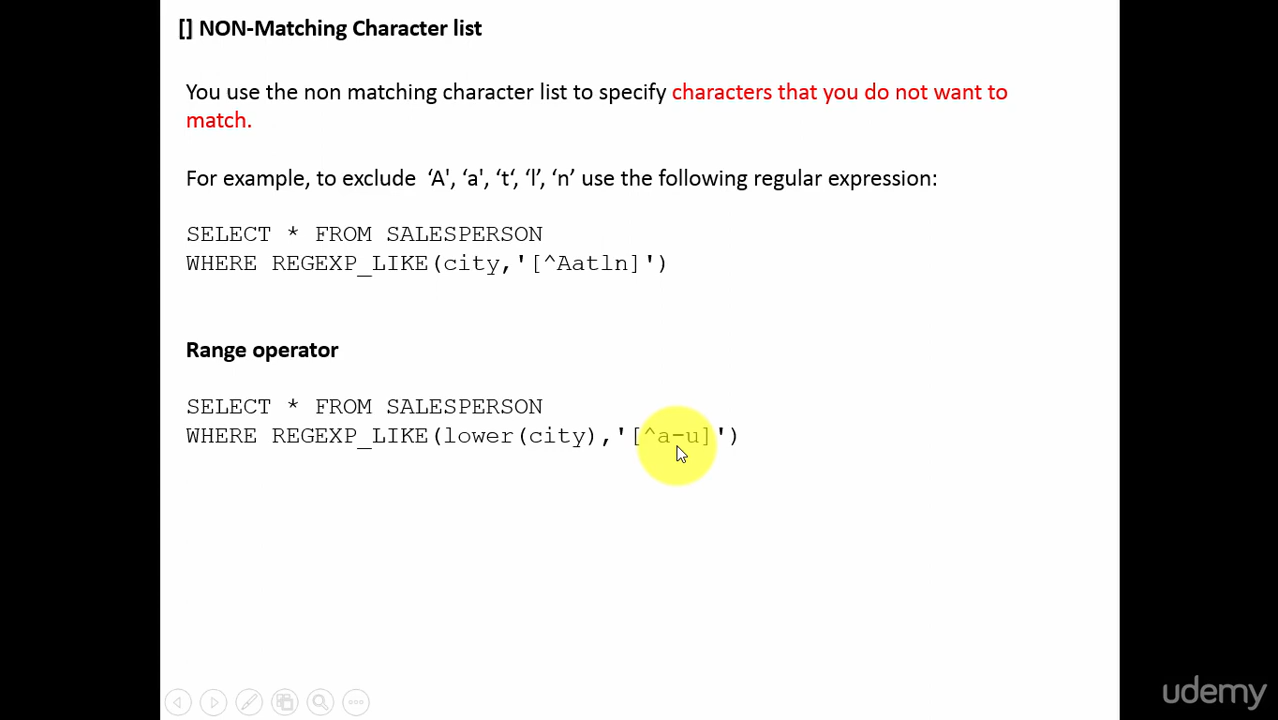 [] NON-Matching Character list
You use the non matching character list to specify characters that you do not want to
match.
For example, to exclude ‘A', ‘a', ‘t‘, ‘l’, ‘n’ use the following regular expression:
SELECT * FROM SALESPERSON
WHERE REGEXP_LIKE(city,'[^Aatln]')
Range operator
SELECT * FROM SALESPERSON
WHERE REGEXP_LIKE(lower(city),'[^a-u]')
udemy